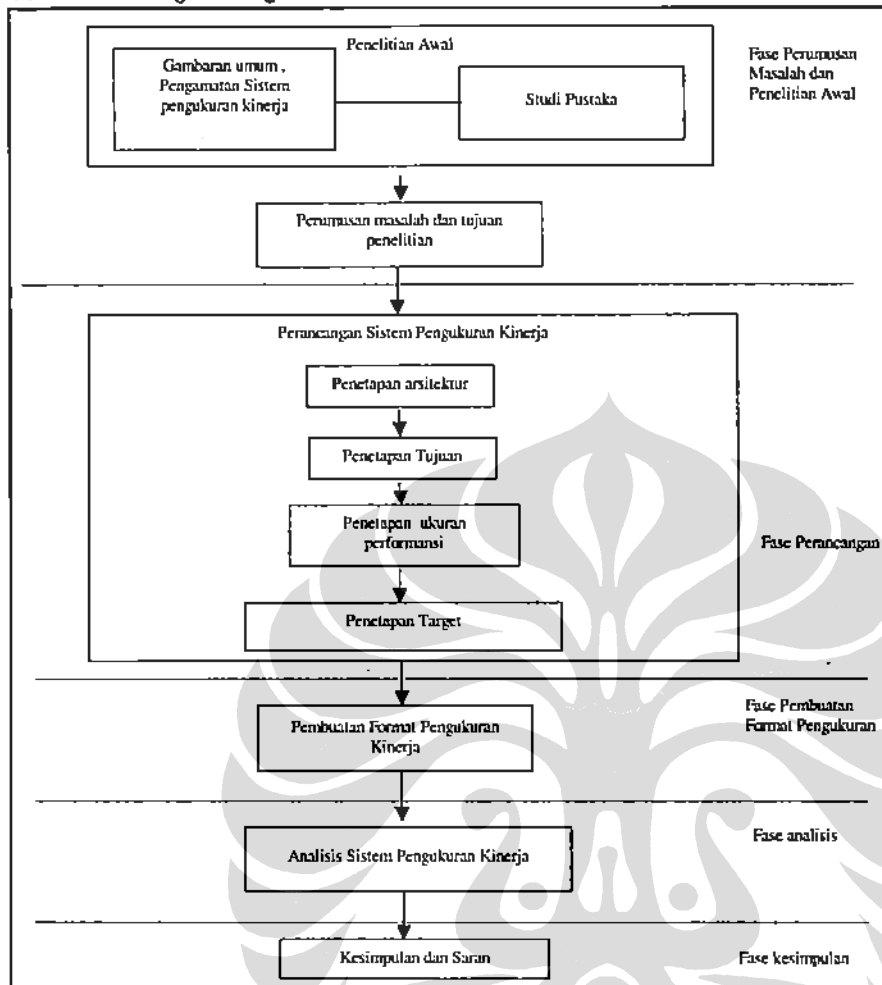 Penelitian Awal
Gambaran umum ,
Pengamatan Sistem
pengukuran kinerja
Studi Pustaka
Fase Perumusan
Masalah dan
Penelitian Awal
Perumusan masalah dan tujuan
penelitian
Perancangan Sistem Pengukuran Kinerja
Penetapan arsitektur
Penetapan Tujuan
Penetapan ukuran
performansi
Penetapan Target
Fase Perancangan
Pembuatan Format Pengukuran
Kinerja
Fase Pembuatan
Format Pengukuran
Analisis Sistem Pengukuran Kinerja
Fase analisis
Kesimpulan dan Saran
Fase kesimpulan